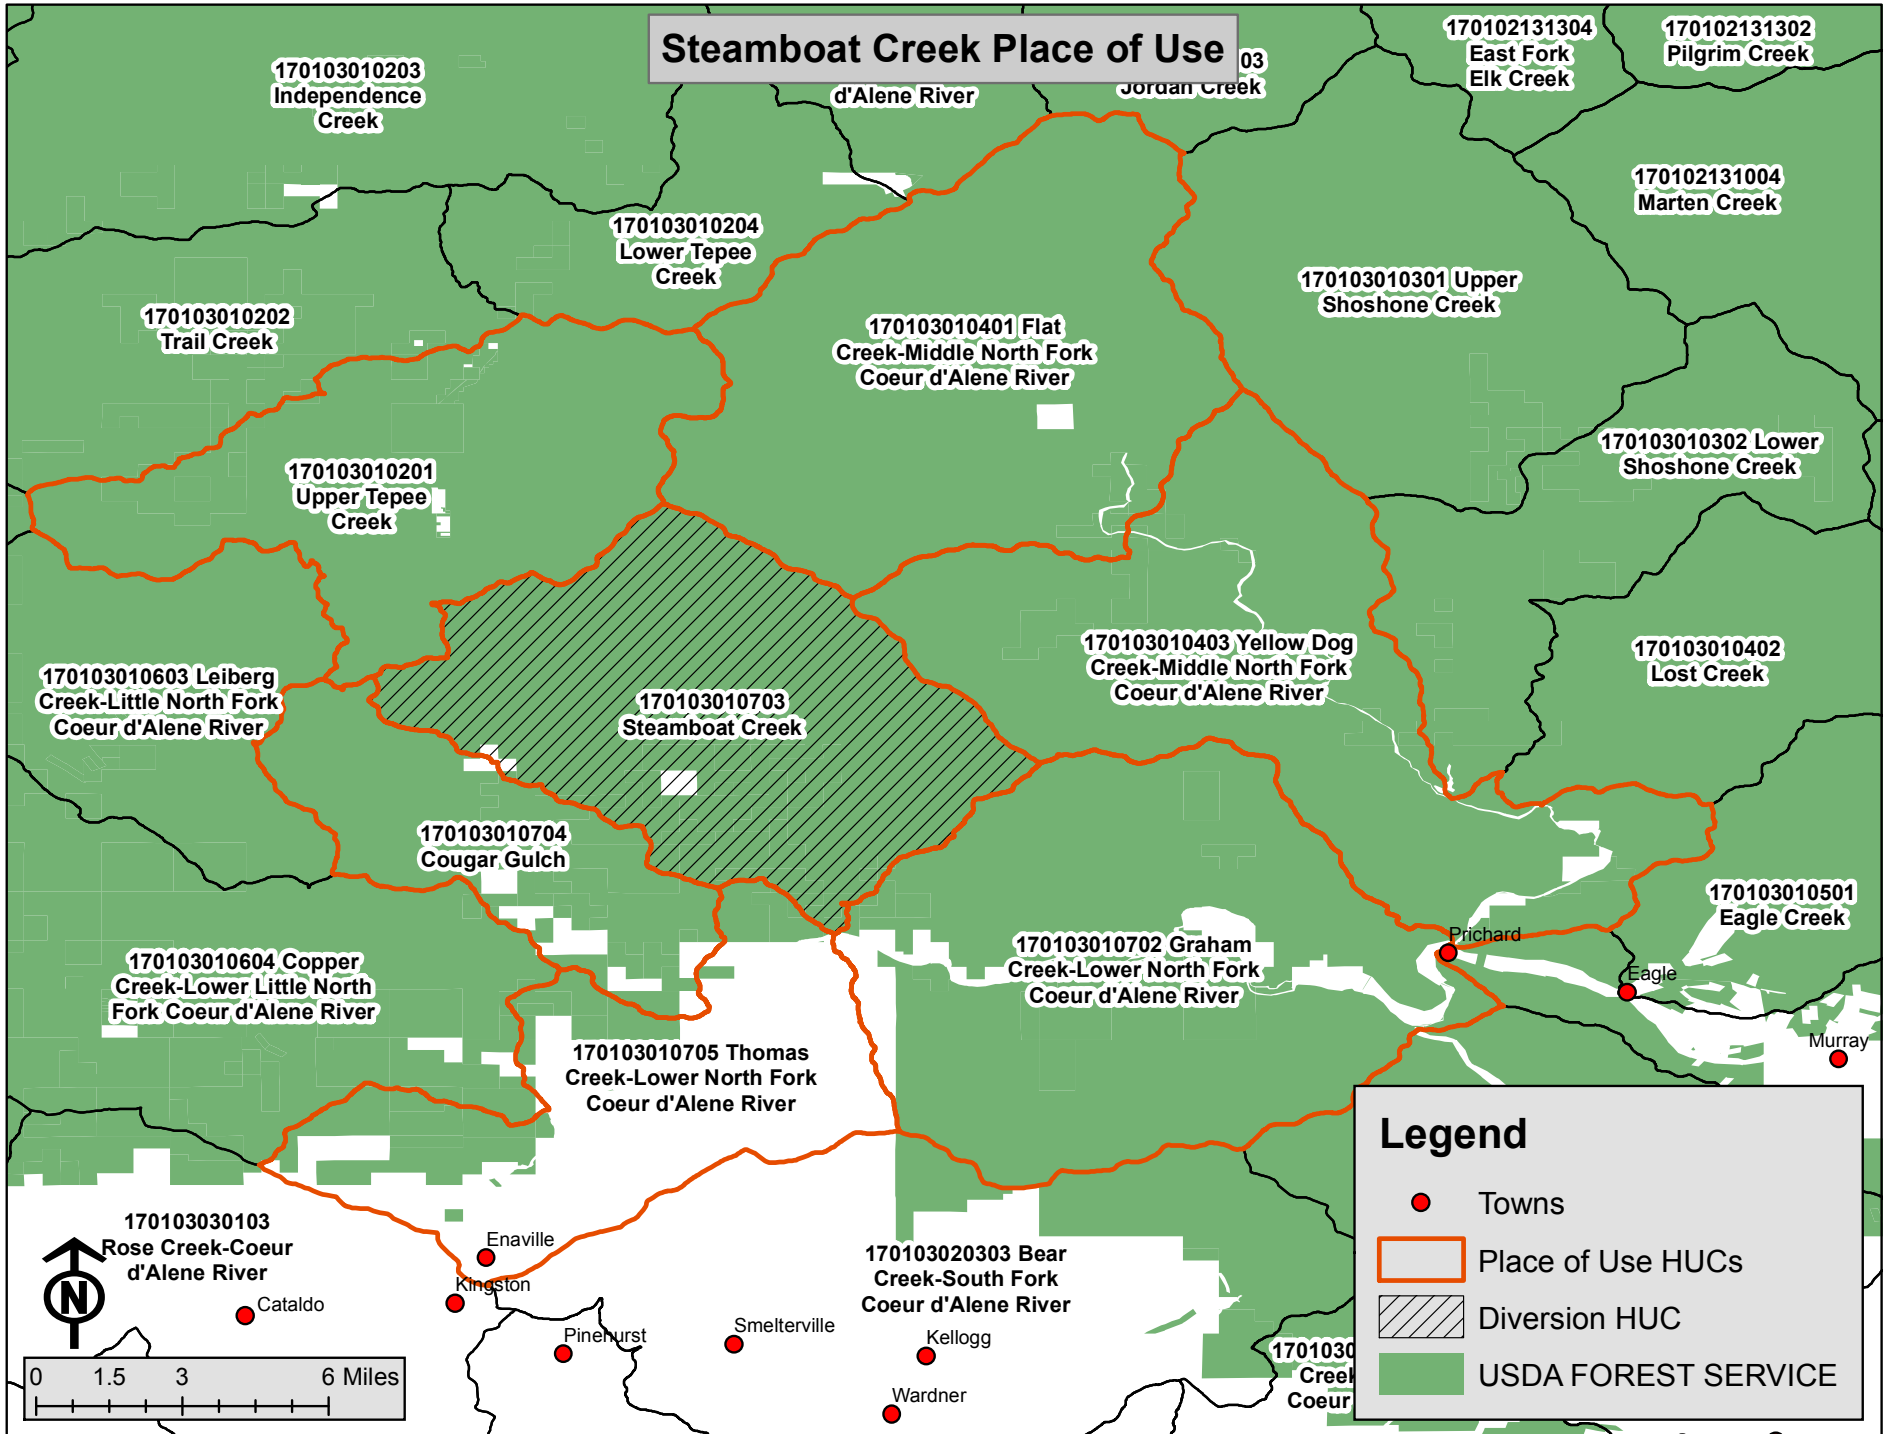 Steamboat Creek Place of Use
170103010203
Independence
Creek
d'Alene River
03
Jordan Creek
170102131304
East Fork
Elk Creek
170102131302
Pilgrim Creek
170102131004
Marten Creek
170103010204
Lower Tepee
Creek
170103010202
Trail Creek
170103010401 Flat
Creek-Middle North Fork
Coeur d'Alene River
170103010301 Upper
Shoshone Creek
170103010302 Lower
Shoshone Creek
170103010201
Upper Tepee
Creek
170103010603 Leiberg
Creek-Little North Fork
Coeur d'Alene River
170103010703
Steamboat Creek
170103010403 Yellow Dog
Creek-Middle North Fork
Coeur d'Alene River
170103010402
Lost Creek
170103010704
Cougar Gulch
170103010501
Eagle Creek
170103010604 Copper
Creek-Lower Little North
Fork Coeur d'Alene River
170103010702 Graham
Creek-Lower North Fork
Coeur d'Alene River
Prichard
Eagle
Murray
170103010705 Thomas
Creek-Lower North Fork
Coeur d'Alene River
170103030103
Rose Creek-Coeur
d'Alene River
170103020303 Bear
Creek-South Fork
Coeur d'Alene River
Enaville
Kingston
Cataldo
Pinehurst
Smelterville
Kellogg
Wardner
1701030
Creek
Coeur
N
0 1.5 3 6 Miles
Legend
Towns
Place of Use HUCs
Diversion HUC
USDA FOREST SERVICE